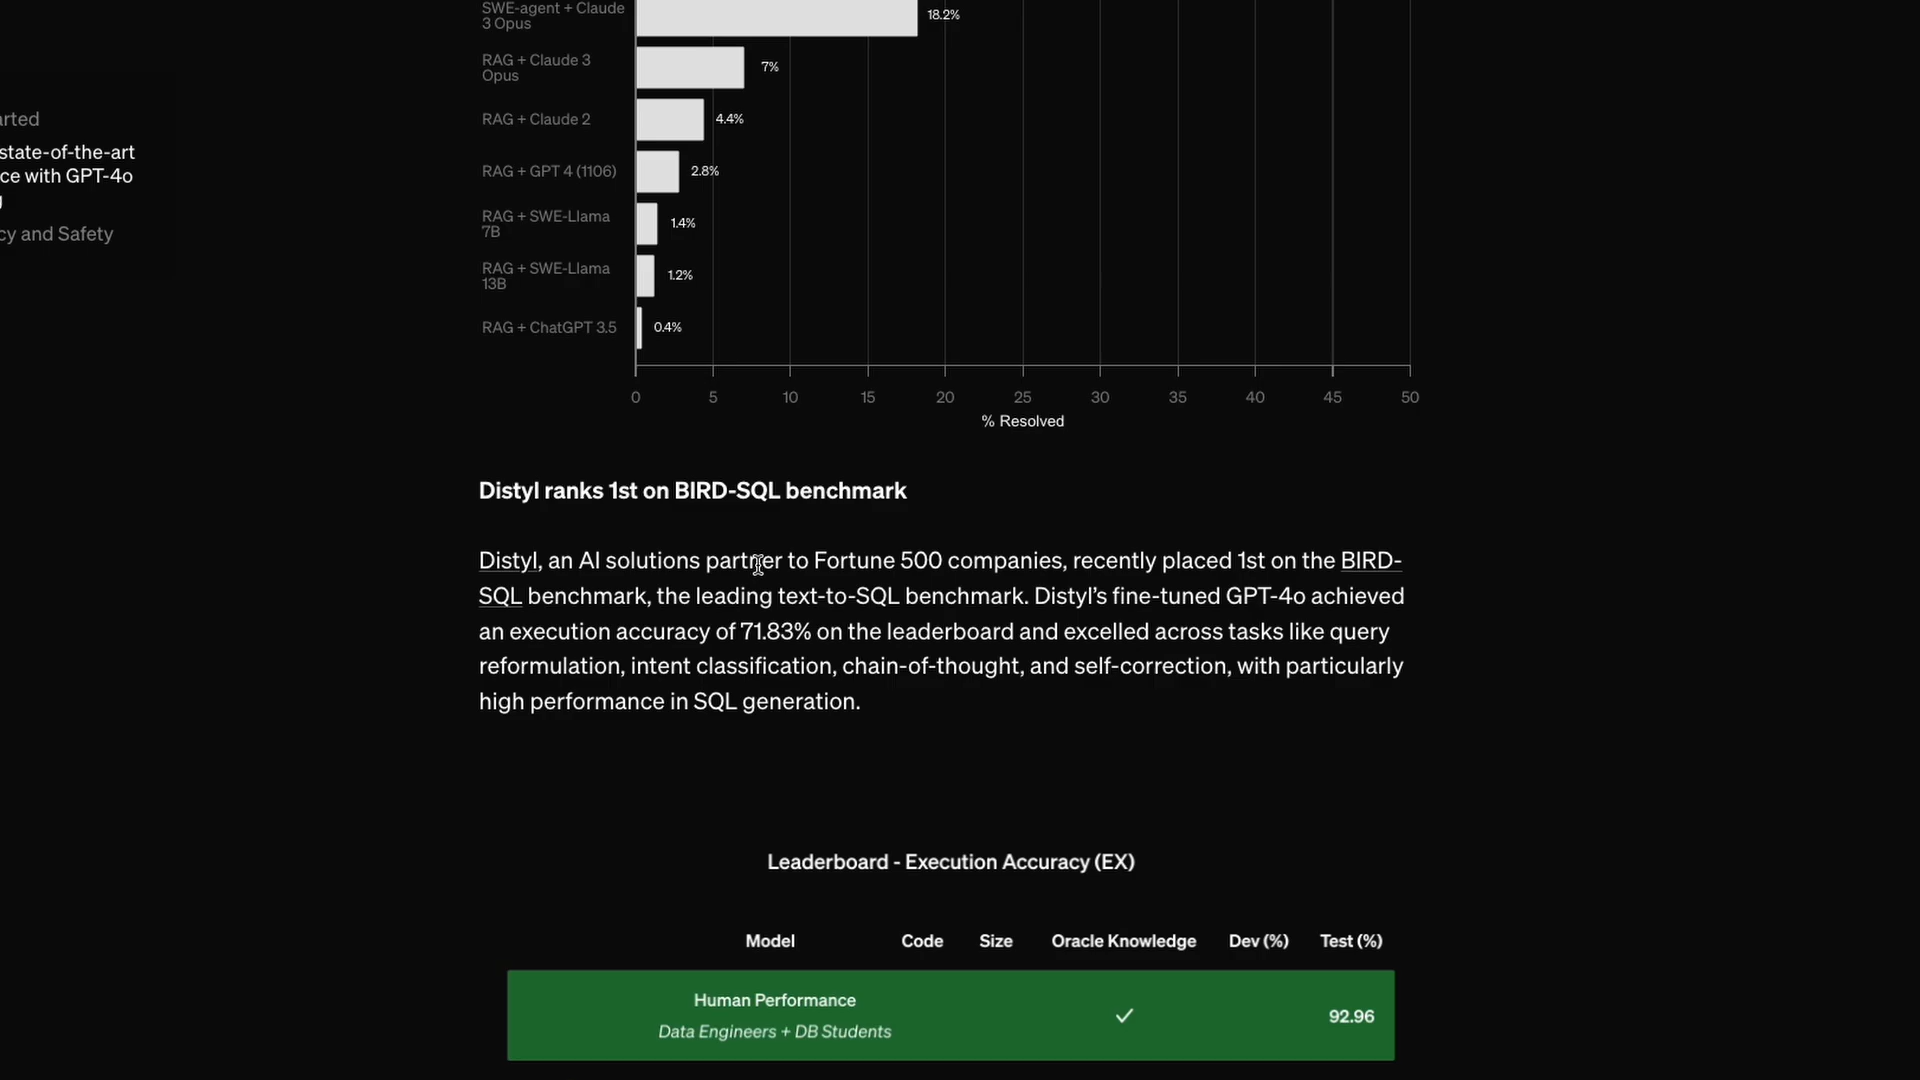 SWE-agent + Claude
3 Opus
18.2%
RAG + Claude 3
Opus
7%
RAG + Claude 2
4.4%
RAG + GPT 4 (1106)
2.8%
RAG + SWE-Llama
7B
1.4%
RAG + SWE-Llama
13B
1.2%
RAG + ChatGPT 3.5
0.4%
0 5 10 15 20 25 30 35 40 45 50
% Resolved
arted
state-of-the-art
ce with GPT-4o
g
cy and Safety
Distyl ranks 1st on BIRD-SQL benchmark
Distyl, an AI solutions partner to Fortune 500 companies, recently placed 1st on the BIRD-
SQL benchmark, the leading text-to-SQL benchmark. Distyl’s fine-tuned GPT-4o achieved
an execution accuracy of 71.83% on the leaderboard and excelled across tasks like query
reformulation, intent classification, chain-of-thought, and self-correction, with particularly
high performance in SQL generation.
Leaderboard - Execution Accuracy (EX)
Model Code Size Oracle Knowledge Dev (%) Test (%)
Human Performance
Data Engineers + DB Students
✓ 92.96